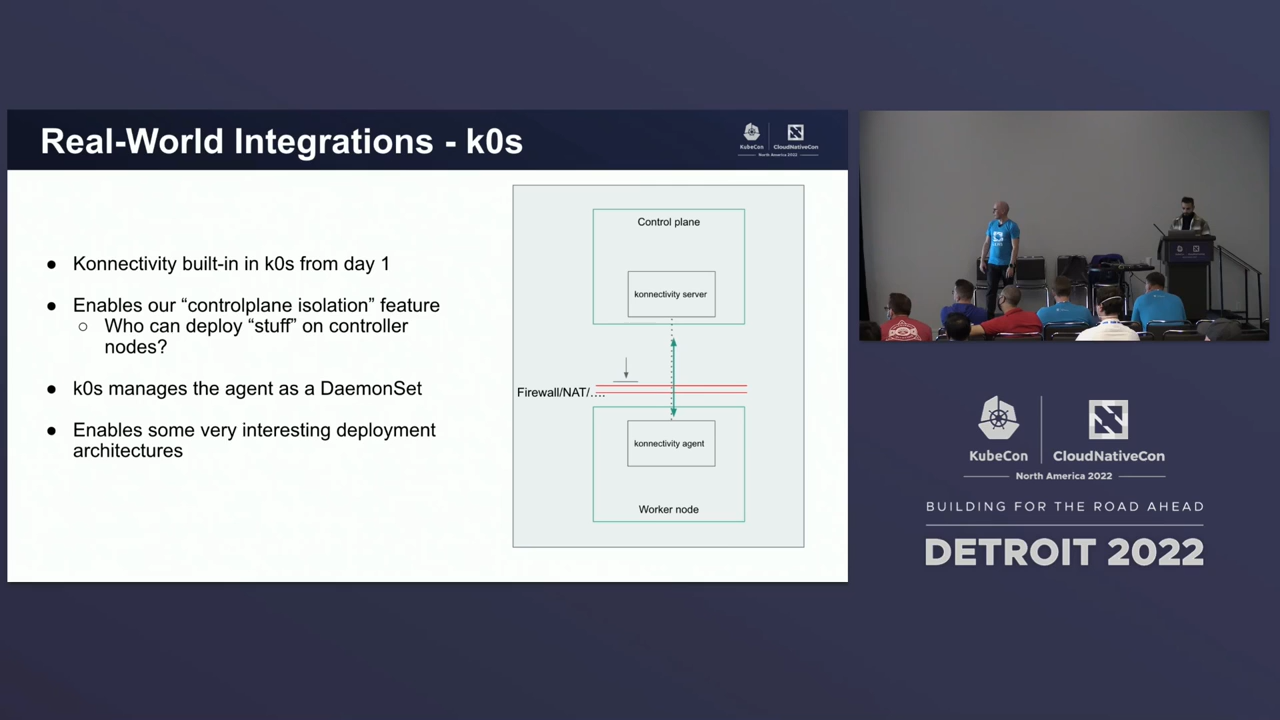 Real-World Integrations - k0s
KubeCon
CloudNativeCon
North America 2022
● Konnectivity built-in in k0s from day 1
● Enables our “controlplane isolation” feature
○ Who can deploy “stuff” on controller
nodes?
● k0s manages the agent as a DaemonSet
● Enables some very interesting deployment
architectures
Control plane
konnectivity server
Firewall/NAT/….
konnectivity agent
Worker node
KubeCon
CloudNativeCon
North America 2022
BUILDING FOR THE ROAD AHEAD
DETROIT 2022